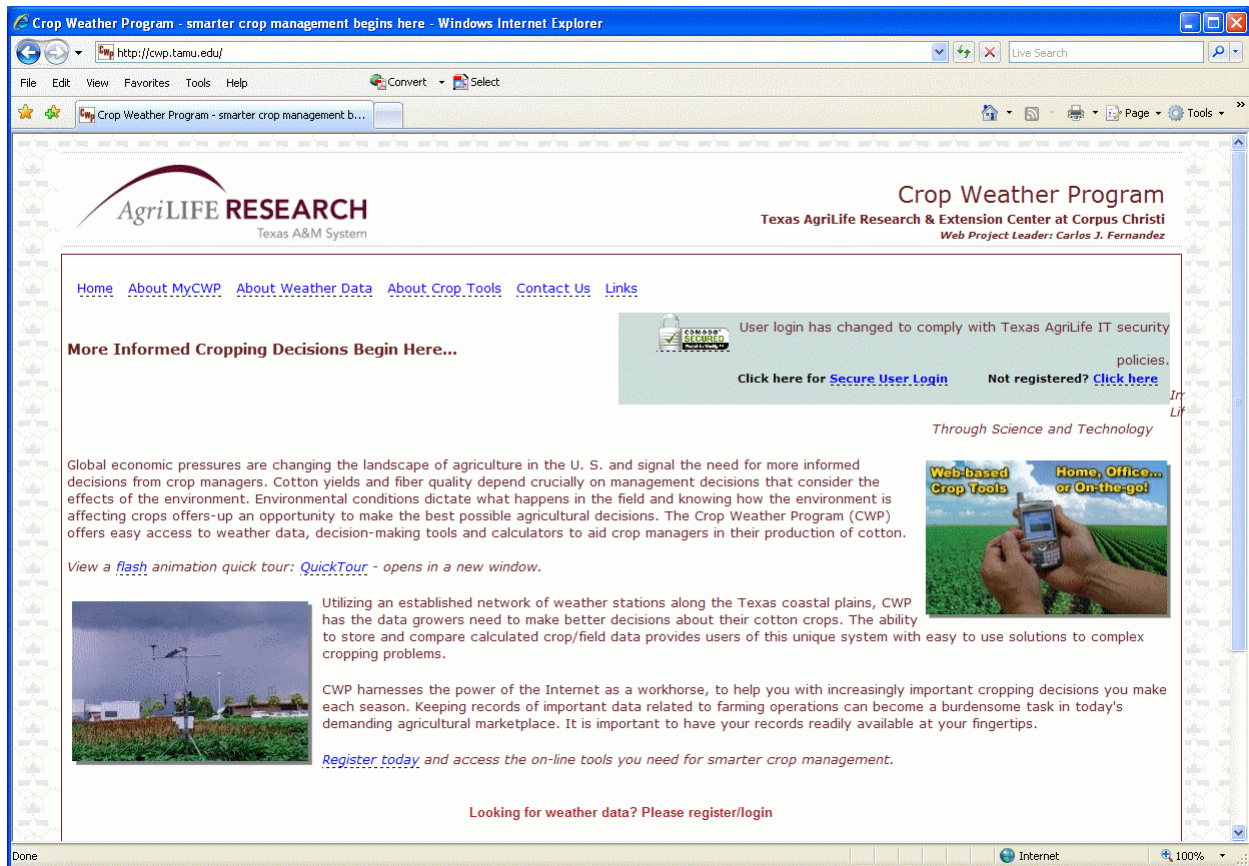 Crop Weather Program - smarter crop management begins here - Windows Internet Explorer
http://cwp.tamu.edu/
Live Search
File Edit View Favorites Tools Help
Convert Select
Crop Weather Program - smarter crop management b...
Page Tools
AgriLIFE RESEARCH
Texas A&M System
Crop Weather Program
Texas AgriLife Research & Extension Center at Corpus Christi
Web Project Leader: Carlos J. Fernandez
Home About MyCWP About Weather Data About Crop Tools Contact Us Links
More Informed Cropping Decisions Begin Here...
COMODO
SECURED
User login has changed to comply with Texas AgriLife IT security
policies.
Click here for Secure User Login Not registered? Click here
Through Science and Technology
Global economic pressures are changing the landscape of agriculture in the U. S. and signal the need for more informed
decisions from crop managers. Cotton yields and fiber quality depend crucially on management decisions that consider the
effects of the environment. Environmental conditions dictate what happens in the field and knowing how the environment is
affecting crops offers-up an opportunity to make the best possible agricultural decisions. The Crop Weather Program (CWP)
offers easy access to weather data, decision-making tools and calculators to aid crop managers in their production of cotton.
Web-based
Crop Tools
Home, Office...
or On-the-go!
View a flash animation quick tour: QuickTour - opens in a new window.
Utilizing an established network of weather stations along the Texas coastal plains, CWP
has the data growers need to make better decisions about their cotton crops. The ability
to store and compare calculated crop/field data provides users of this unique system with easy to use solutions to complex
cropping problems.
CWP harnesses the power of the Internet as a workhorse, to help you with increasingly important cropping decisions you make
each season. Keeping records of important data related to farming operations can become a burdensome task in today's
demanding agricultural marketplace. It is important to have your records readily available at your fingertips.
Register today and access the on-line tools you need for smarter crop management.
Looking for weather data? Please register/login
Done
Internet
100%